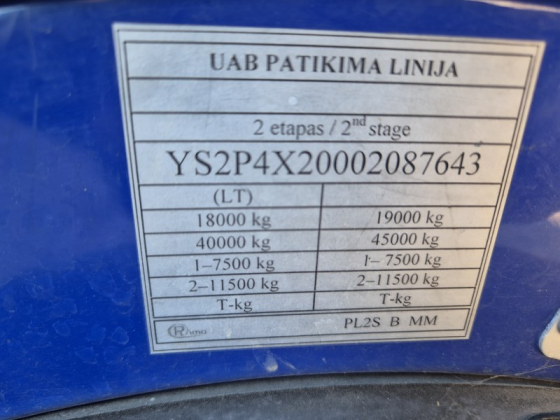 UAB PATIKIMA LINIJA
2 etapas / 2nd stage
YS2P4X20002087643
(LT)
18000 kg 19000 kg
40000 kg 45000 kg
1–7500 kg 1– 7500 kg
2–11500 kg 2–11500 kg
T-kg T-kg
PL2S B MM